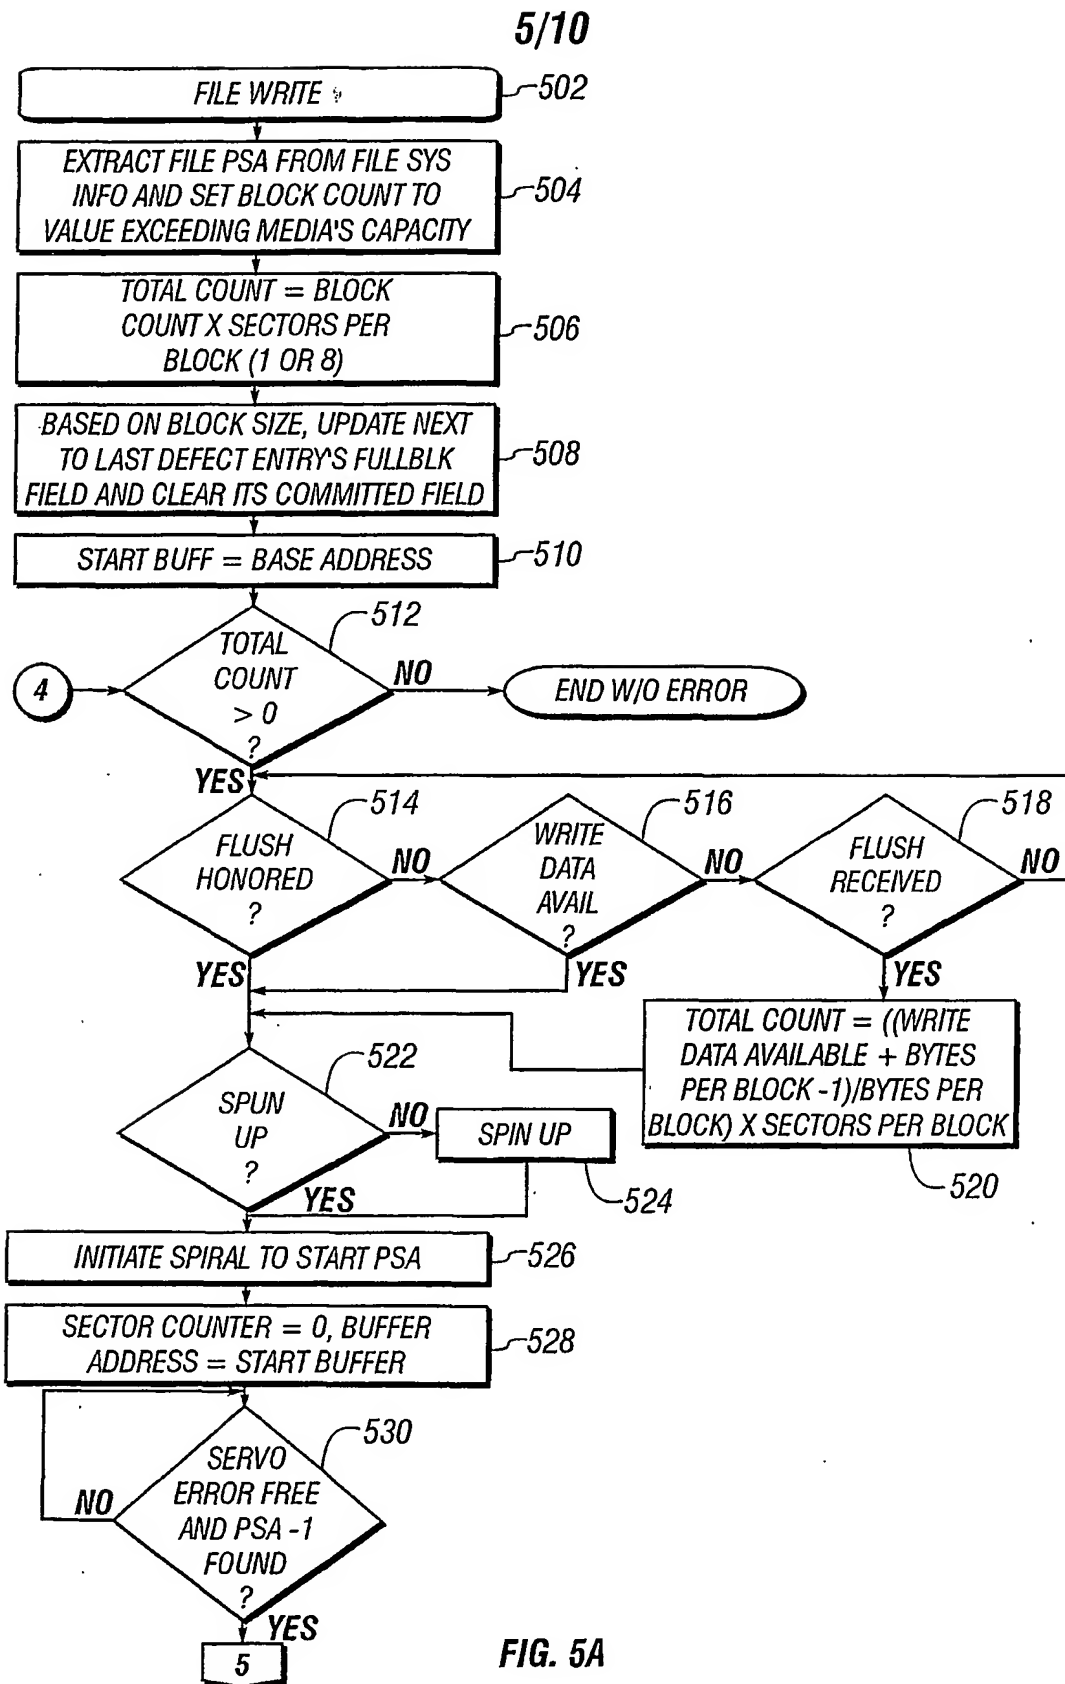 5/10
FILE WRITE
502
EXTRACT FILE PSA FROM FILE SYS
INFO AND SET BLOCK COUNT TO
VALUE EXCEEDING MEDIA'S CAPACITY
504
TOTAL COUNT = BLOCK
COUNT X SECTORS PER
BLOCK (1 OR 8)
506
BASED ON BLOCK SIZE, UPDATE NEXT
TO LAST DEFECT ENTRY'S FULLBLK
FIELD AND CLEAR ITS COMMITTED FIELD
508
START BUFF = BASE ADDRESS
510
512
TOTAL
COUNT
> 0
?
4
NO
END W/O ERROR
YES
514
FLUSH
HONORED
?
NO
YES
516
WRITE
DATA
AVAIL
?
NO
YES
518
FLUSH
RECEIVED
?
NO
YES
TOTAL COUNT = ((WRITE
DATA AVAILABLE + BYTES
PER BLOCK -1)/BYTES PER
BLOCK) X SECTORS PER BLOCK
520
522
SPUN
UP
?
NO
SPIN UP
524
YES
INITIATE SPIRAL TO START PSA
526
SECTOR COUNTER = 0, BUFFER
ADDRESS = START BUFFER
528
530
SERVO
ERROR FREE
AND PSA -1
FOUND
?
NO
YES
5
FIG. 5A